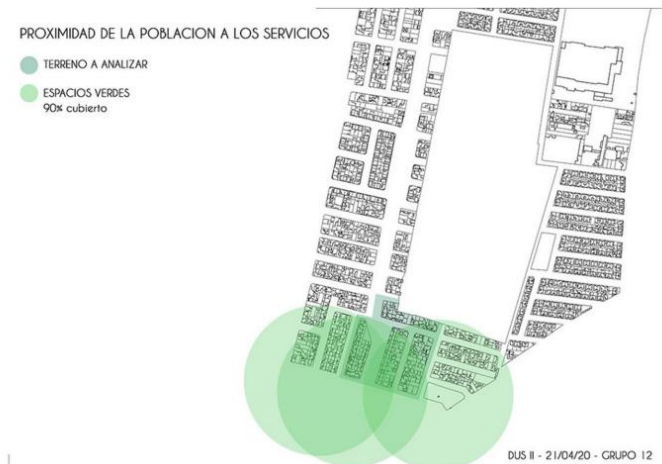 PROXIMIDAD DE LA POBLACION A LOS SERVICIOS
TERRENO A ANALIZAR
ESPACIOS VERDES
90% cubierto
DUS II - 21/04/20 - GRUPO 12